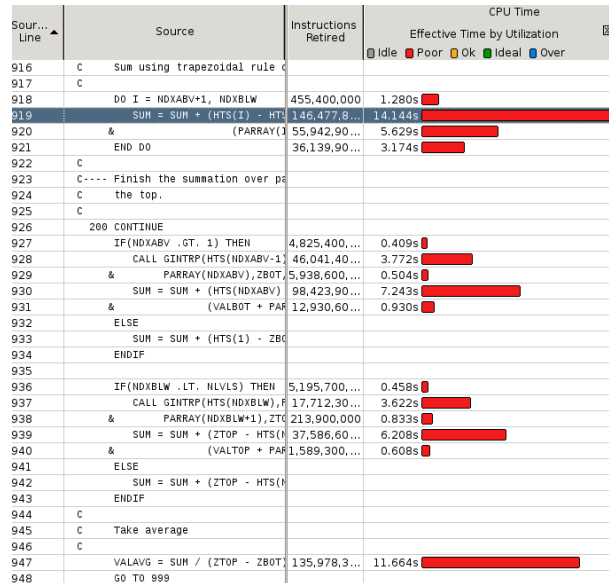 CPU Time
Sour... Line Source Instructions Retired Effective Time by Utilization
Idle Poor Ok Ideal Over
916 C Sum using trapezoidal rule
917 C
918 DO I = NDXABV+1, NDXBLW 455,400,000 1.280s
919 SUM = SUM + (HTS(I) - HTS 146,477,8... 14.144s
920 & (PARRAY(I 55,942,90... 5.629s
921 END DO 36,139,90... 3.174s
922 C
923 C---- Finish the summation over pa
924 C the top.
925 C
926 200 CONTINUE
927 IF(NDXABV .GT. 1) THEN 4,825,400,... 0.409s
928 CALL GINTRP(HTS(NDXABV-1) 46,041,40... 3.772s
929 & PARRAY(NDXABV),ZBOT, 5,938,600,... 0.504s
930 SUM = SUM + (HTS(NDXABV) 98,423,90... 7.243s
931 & (VALBOT + PAR 12,930,60... 0.930s
932 ELSE
933 SUM = SUM + (HTS(1) - ZBO
934 ENDIF
935
936 IF(NDXBLW .LT. NLVLS) THEN 5,195,700,... 0.458s
937 CALL GINTRP(HTS(NDXBLW),P 17,712,30... 3.622s
938 & PARRAY(NDXBLW+1),ZTO 213,900,000 0.833s
939 SUM = SUM + (ZTOP - HTS(N 37,586,60... 6.208s
940 & (VALTOP + PAR 1,589,300,... 0.608s
941 ELSE
942 SUM = SUM + (ZTOP - HTS(N
943 ENDIF
944 C
945 C Take average
946 C
947 VALAVG = SUM / (ZTOP - ZBOT) 135,978,3... 11.664s
948 GO TO 999